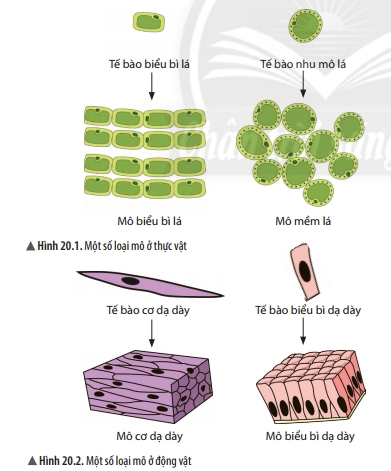 Tế bào biểu bì lá
Tế bào nhu mô lá
Mô biểu bì lá
Mô mềm lá
▲ Hình 20.1. Một số loại mô ở thực vật
Tế bào cơ dạ dày
Tế bào biểu bì dạ dày
Mô cơ dạ dày
Mô biểu bì dạ dày
▲ Hình 20.2. Một số loại mô ở động vật